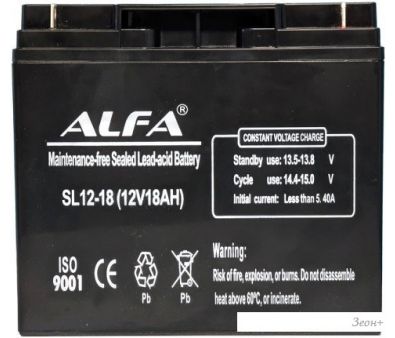 ALFA®
Maintenance-free Sealed Lead-acid Battery
SL12-18 (12V18AH)
CONSTANT VOLTAGE CHARGE
Standby use: 13.5-13.8 V
Cycle use: 14.4-15.0 V
Initial current: Less than 5.40A
ISO
9001
CE
Pb
Pb
Warning:
Risk of fire, explosion, or burns. Do not disassemble
heat above 60ºC, or incinerate.
Зеон+